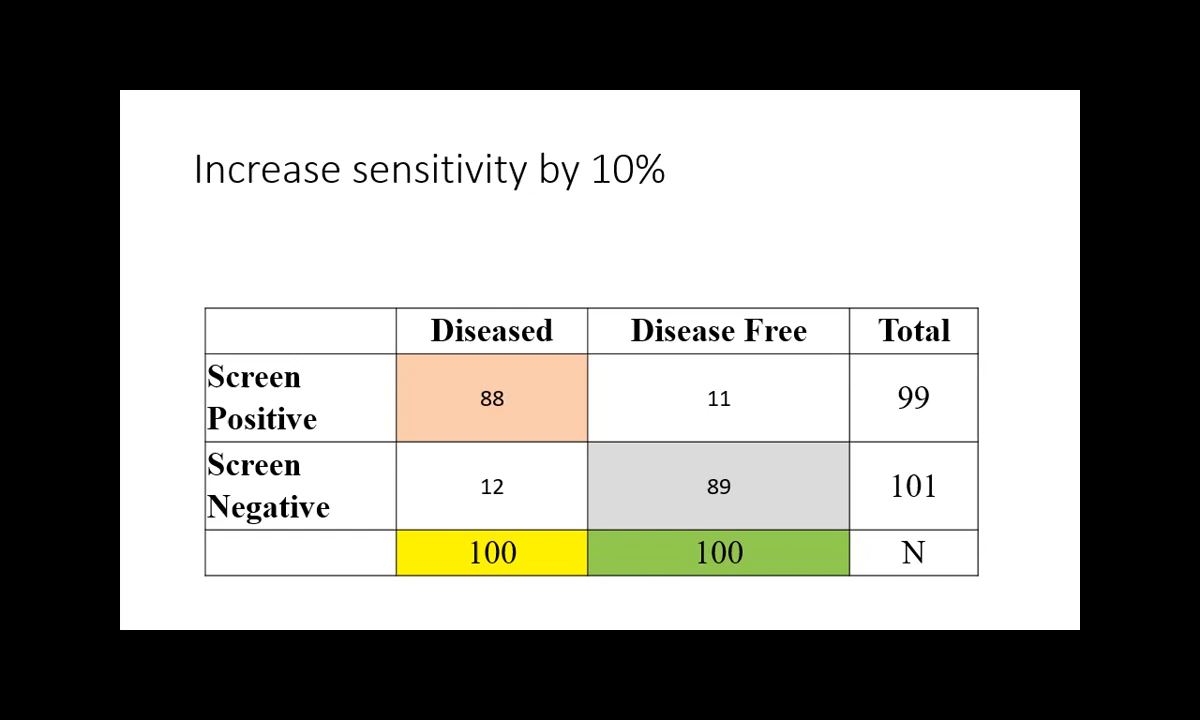 Increase sensitivity by 10%
Diseased Disease Free Total
Screen
Positive 88 11 99
Screen
Negative 12 89 101
100 100 N